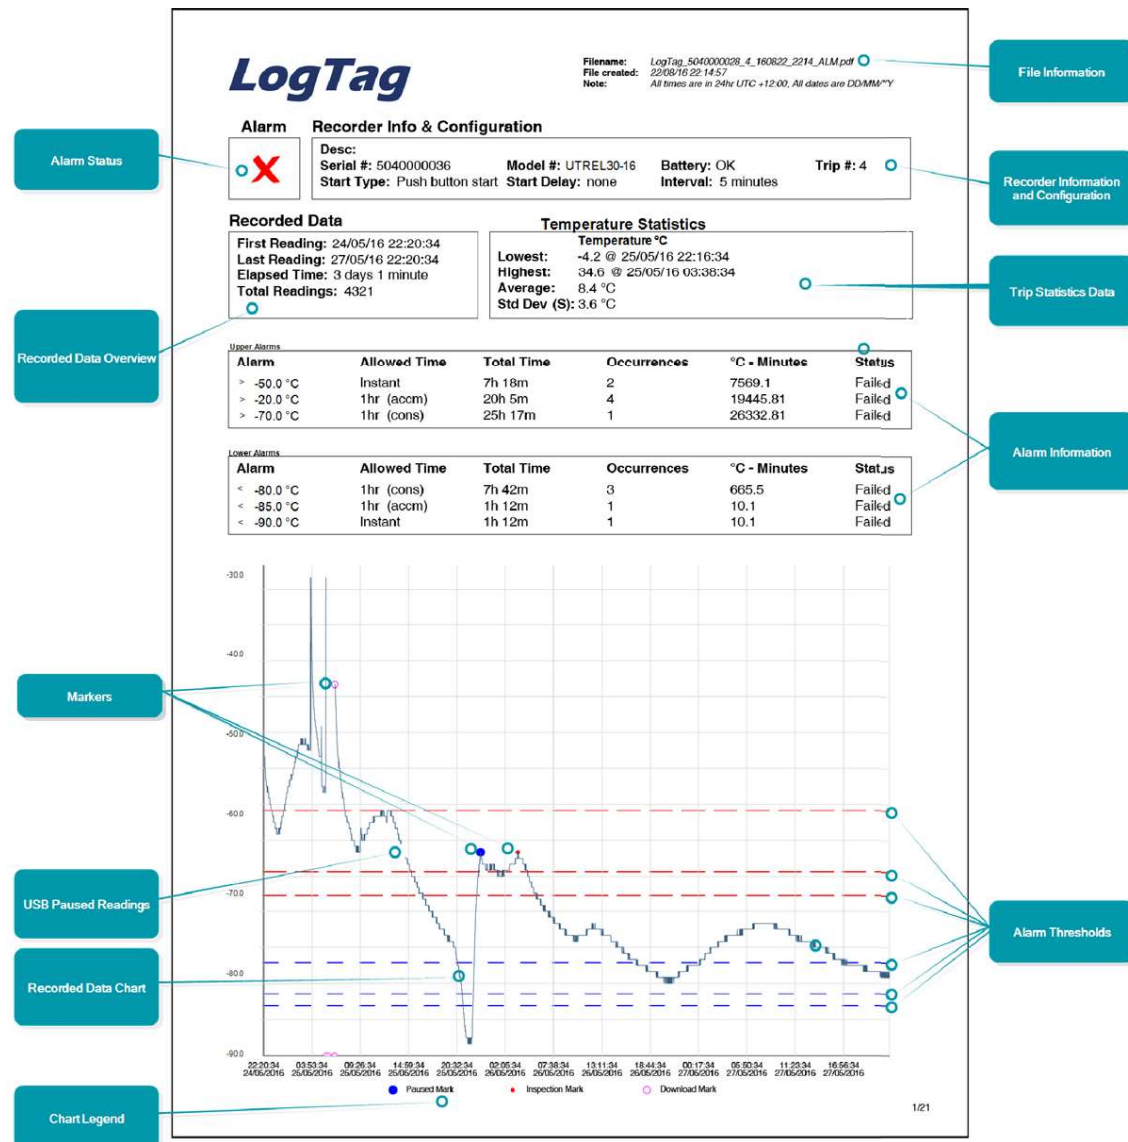 LogTag
Filename: LogTag_5040000028_4_160822_2214_ALM.pdf
File created: 22/08/16 22:14:57
Note: All times are in 24hr UTC +12:00, All dates are DD/MM/YY
File Information
Alarm Status
Alarm
Recorder Info & Configuration
Desc:
Serial #: 5040000036 Model #: UTREL30-16 Battery: OK Trip #: 4
Start Type: Push button start Start Delay: none Interval: 5 minutes
Recorder Information
and Configuration
Recorded Data
First Reading: 24/05/16 22:20:34
Last Reading: 27/05/16 22:20:34
Elapsed Time: 3 days 1 minute
Total Readings: 4321
Temperature Statistics
Temperature °C
Lowest: -4.2 @ 25/05/16 22:16:34
Highest: 34.6 @ 25/05/16 03:38:34
Average: 8.4 °C
Std Dev (S): 3.6 °C
Trip Statistics Data
Recorded Data Overview
Upper Alarms
Alarm Allowed Time Total Time Occurrences °C - Minutes Status
> -50.0 °C Instant 7h 18m 2 7569.1 Failed
> -20.0 °C 1hr (accm) 20h 5m 4 19445.81 Failed
> -70.0 °C 1hr (cons) 25h 17m 1 26332.81 Failed
Alarm Information
Lower Alarms
Alarm Allowed Time Total Time Occurrences °C - Minutes Status
< -80.0 °C 1hr (cons) 7h 42m 3 665.5 Failed
< -85.0 °C 1hr (accm) 1h 12m 1 10.1 Failed
< -90.0 °C Instant 1h 12m 1 10.1 Failed
-30.0
-40.0
Markers
-50.0
-60.0
-70.0
USB Paused Readings
Alarm Thresholds
-80.0
Recorded Data Chart
-90.0
22:20:34 03:53:34 09:26:34 14:59:34 20:32:34 02:05:34 07:38:34 13:11:34 18:44:34 00:17:34 05:50:34 11:23:34 16:56:34
24/05/2016 25/05/2016 25/05/2016 25/05/2016 25/05/2016 26/05/2016 26/05/2016 26/05/2016 26/05/2016 27/05/2016 27/05/2016 27/05/2016 27/05/2016
Paused Mark Inspection Mark Download Mark
Chart Legend
1/21